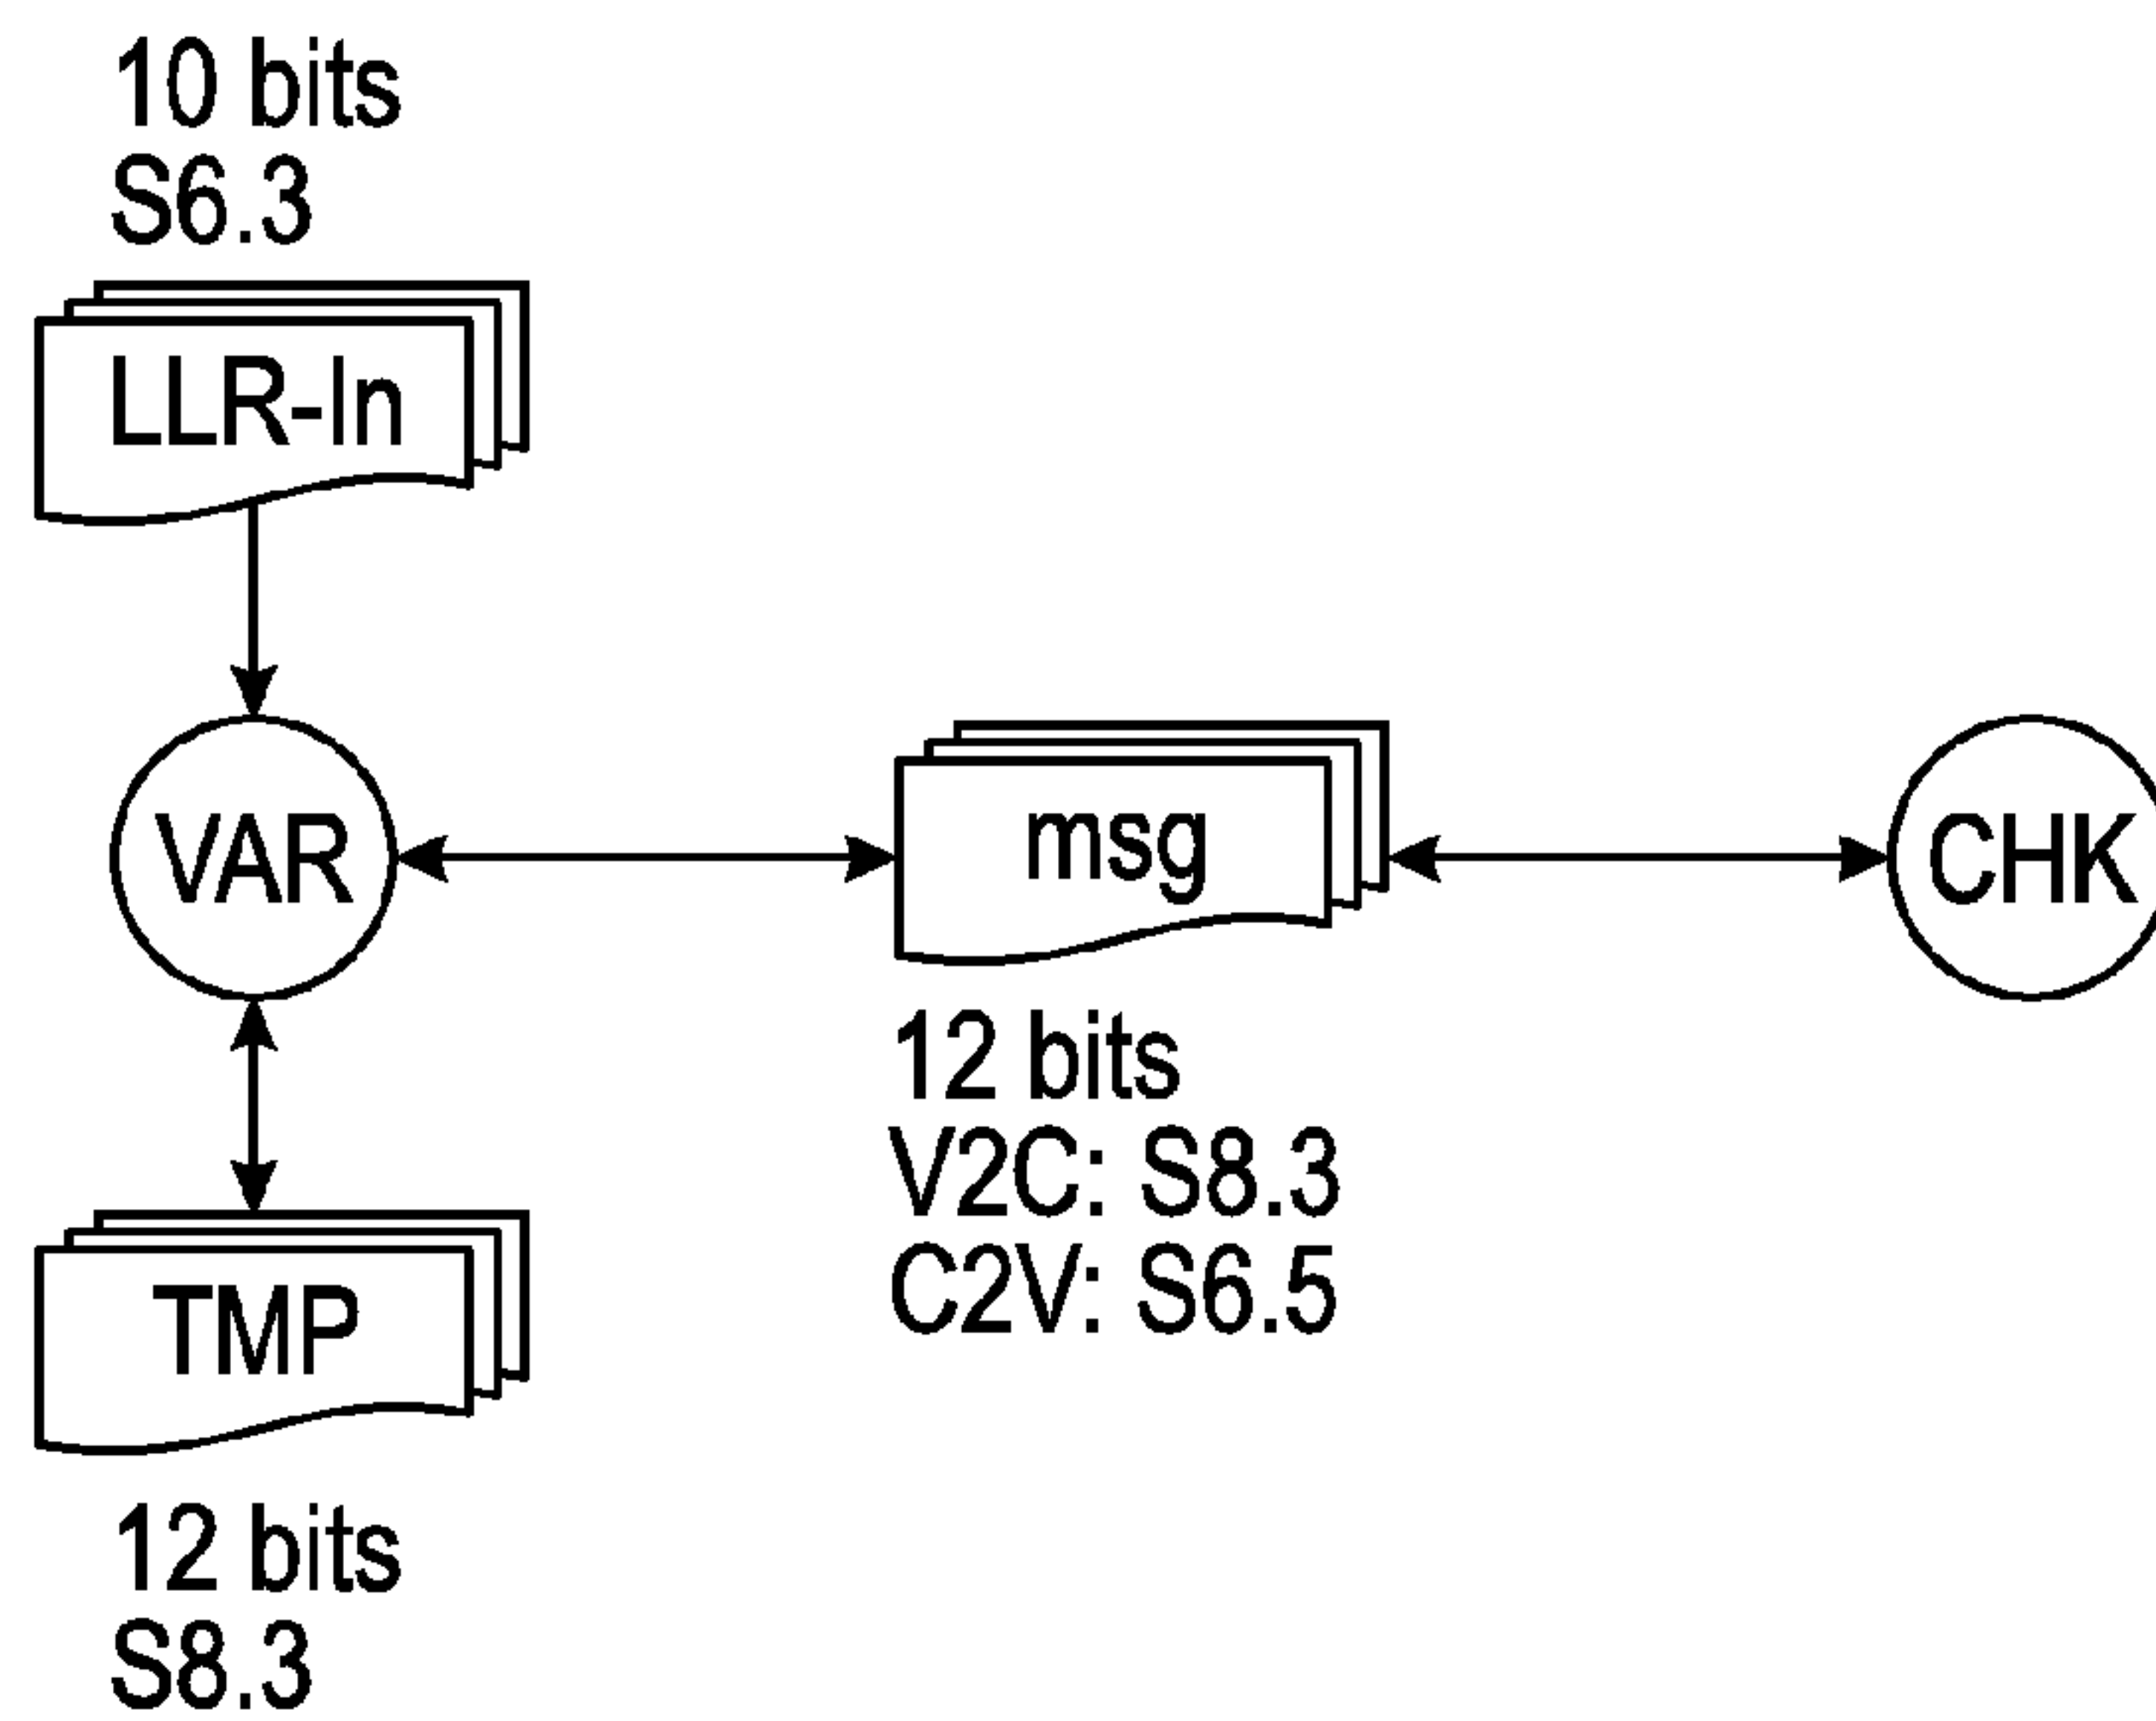 10 bits
S6.3
LLR-In
VAR
msg
CHK
12 bits
V2C: S8.3
C2V: S6.5
TMP
12 bits
S8.3